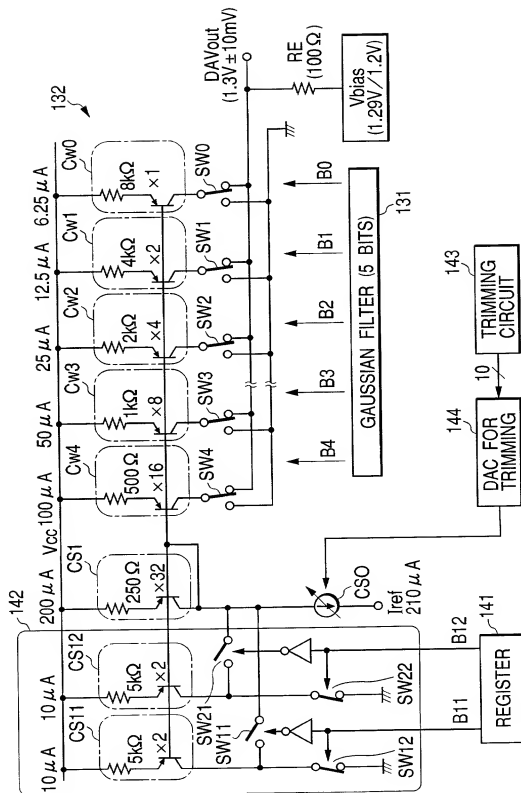 132
142
10 μA
10 μA
200 μA
Vcc
100 μA
50 μA
25 μA
12.5 μA
6.25 μA
CS11
CS12
CS1
Cw4
Cw3
Cw2
Cw1
Cw0
5kΩ
5kΩ
250Ω
500Ω
1kΩ
2kΩ
4kΩ
8kΩ
×2
×2
×32
×16
×8
×4
×2
×1
SW21
SW11
SW4
SW3
SW2
SW1
SW0
DAVout
(1.3V±10mV)
RE
(100Ω)
Vbias
(1.29V/1.2V)
B4
B3
B2
B1
B0
GAUSSIAN FILTER (5 BITS)
131
CSO
Iref
210 μA
SW12
SW22
B11
B12
REGISTER
141
DAC FOR
TRIMMING
144
10
TRIMMING
CIRCUIT
143